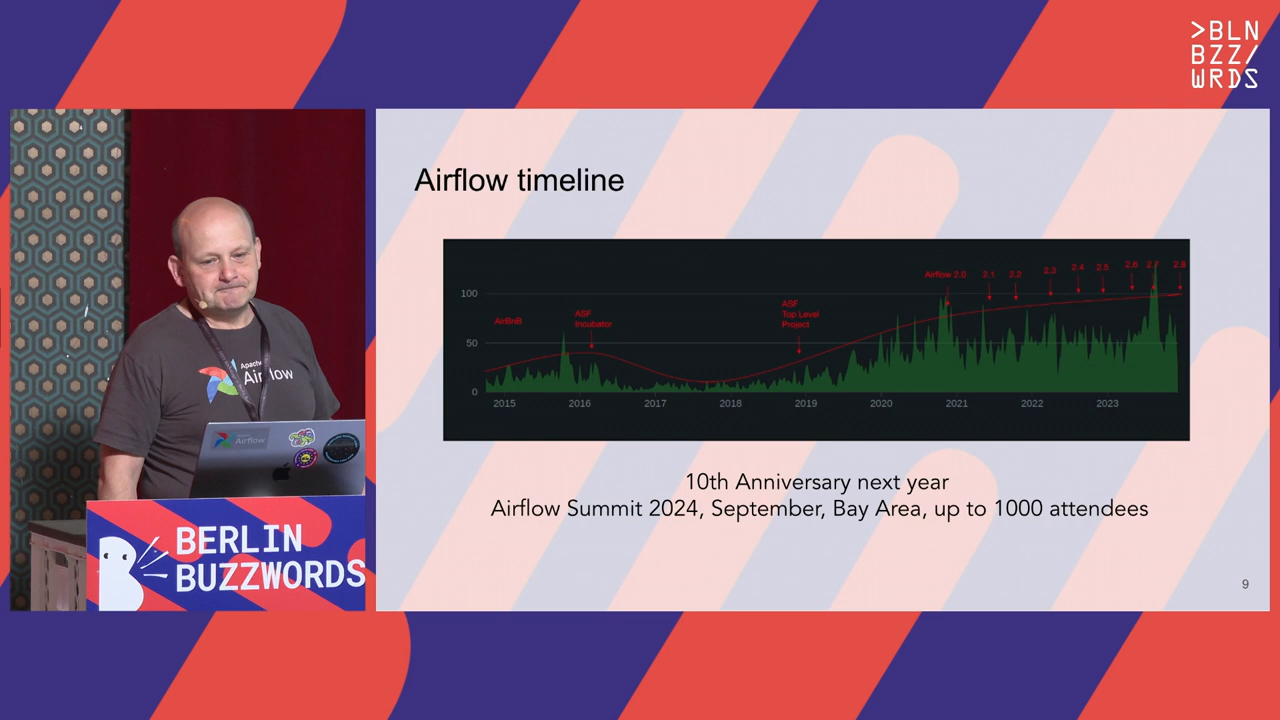 >BLN
BZZ/
WRDS
Airflow timeline
100
50
0
AirBnB
ASF
Incubator
ASF
Top Level
Project
Airflow 2.0
2.1
2.2
2.3
2.4
2.5
2.6
2.7
2.8
2015
2016
2017
2018
2019
2020
2021
2022
2023
10th Anniversary next year
Airflow Summit 2024, September, Bay Area, up to 1000 attendees
9
Apache
Airflow
Airflow
BERLIN
BUZZWORDS